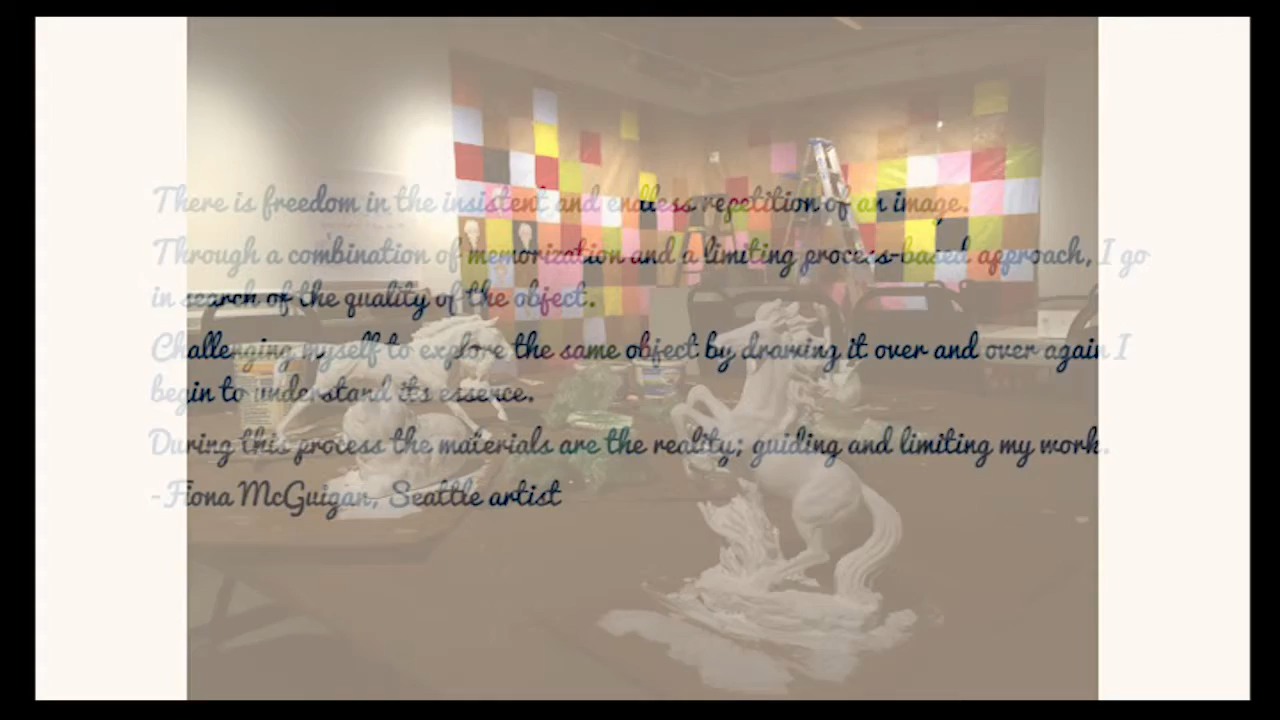 There is freedom in the insistent and endless repetition of an image.
Through a combination of memorization and a limiting process-based approach, I go
in search of the quality of the object.
Challenging myself to explore the same object by drawing it over and over again I
begin to understand its essence.
During this process the materials are the reality; guiding and limiting my work.
-Fiona McGuigan, Seattle artist